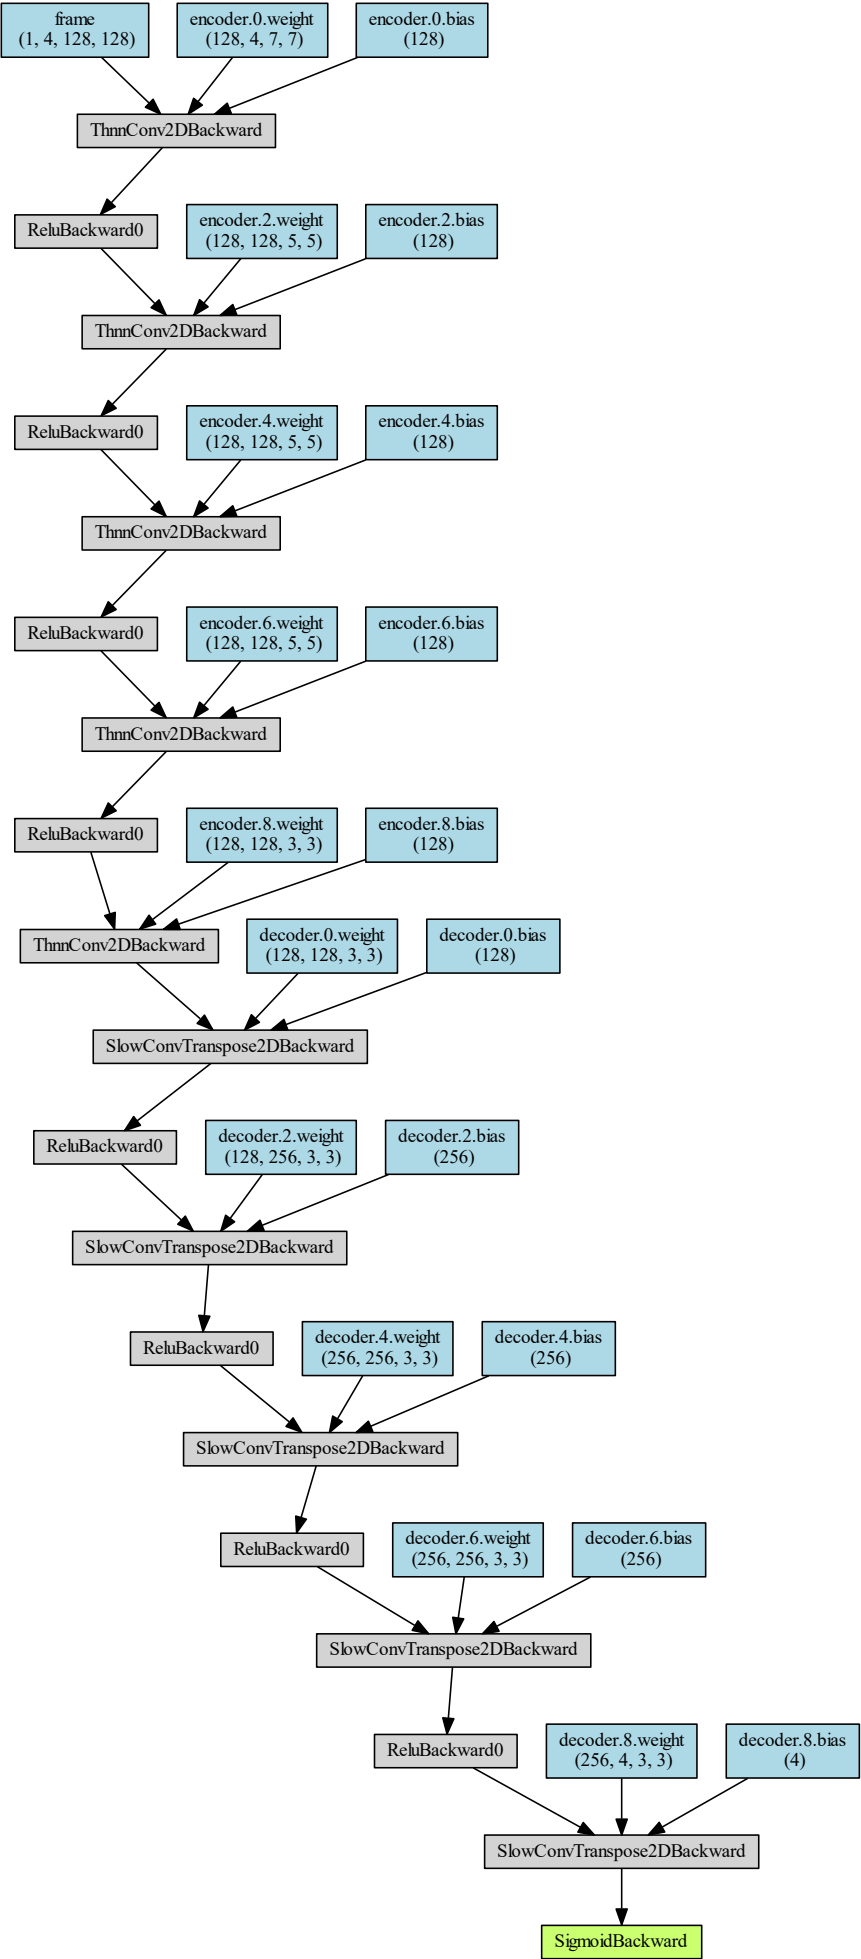 frame
(1, 4, 128, 128)
encoder.0.weight
(128, 4, 7, 7)
encoder.0.bias
(128)
ThnnConv2DBackward
ReluBackward0
encoder.2.weight
(128, 128, 5, 5)
encoder.2.bias
(128)
ThnnConv2DBackward
ReluBackward0
encoder.4.weight
(128, 128, 5, 5)
encoder.4.bias
(128)
ThnnConv2DBackward
ReluBackward0
encoder.6.weight
(128, 128, 5, 5)
encoder.6.bias
(128)
ThnnConv2DBackward
ReluBackward0
encoder.8.weight
(128, 128, 3, 3)
encoder.8.bias
(128)
ThnnConv2DBackward
decoder.0.weight
(128, 128, 3, 3)
decoder.0.bias
(128)
SlowConvTranspose2DBackward
ReluBackward0
decoder.2.weight
(128, 256, 3, 3)
decoder.2.bias
(256)
SlowConvTranspose2DBackward
ReluBackward0
decoder.4.weight
(256, 256, 3, 3)
decoder.4.bias
(256)
SlowConvTranspose2DBackward
ReluBackward0
decoder.6.weight
(256, 256, 3, 3)
decoder.6.bias
(256)
SlowConvTranspose2DBackward
ReluBackward0
decoder.8.weight
(256, 4, 3, 3)
decoder.8.bias
(4)
SlowConvTranspose2DBackward
SigmoidBackward